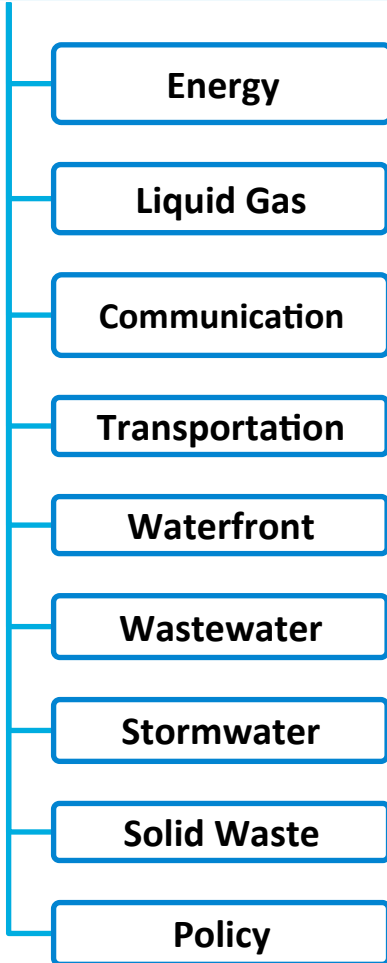 Energy
Liquid Gas
Communication
Transportation
Waterfront
Wastewater
Stormwater
Solid Waste
Policy